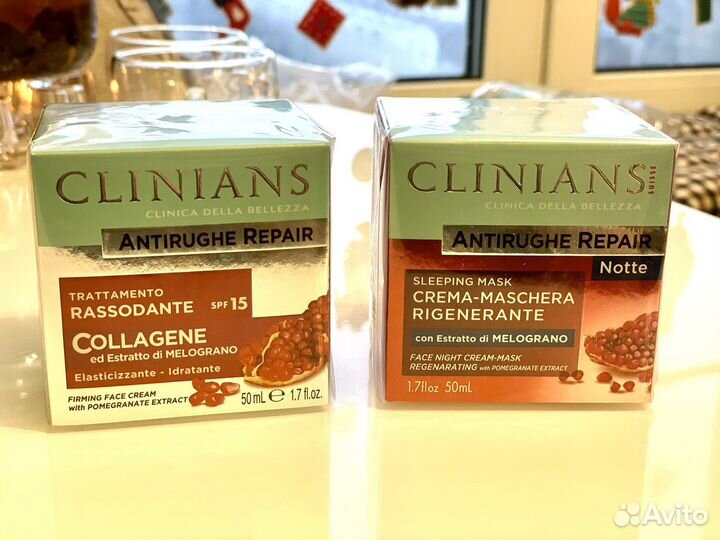 CLINIANS
CLINICA DELLA BELLEZZA
ANTIRUGHE REPAIR
TRATTAMENTO
RASSODANTE SPF 15
COLLAGENE
ed Estratto di MELOGRANO
Elasticizzante - Idratante
FIRMING FACE CREAM
with POMEGRANATE EXTRACT
50 mL ℮ 1.7 fl.oz.
CLINIANS SUISSE
CLINICA DELLA BELLEZZA
ANTIRUGHE REPAIR
Notte
SLEEPING MASK
CREMA-MASCHERA
RIGENERANTE
con Estratto di MELOGRANO
FACE NIGHT CREAM-MASK
REGENARATING with POMEGRANATE EXTRACT
1.7floz 50mL
Avito